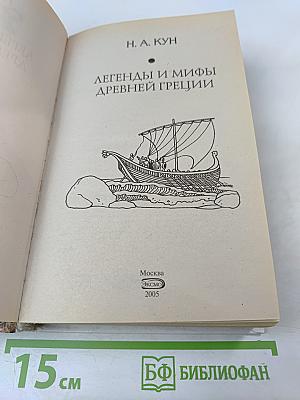 Н. А. КУН
ЛЕГЕНДЫ И МИФЫ
ДРЕВНЕЙ ГРЕЦИИ
Москва
ЭКСМО
2005
15 см
БФ БИБЛИОФАН